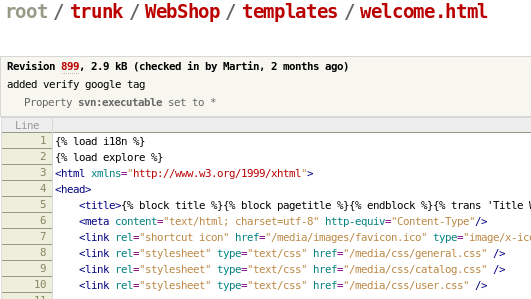 root / trunk / WebShop / templates / welcome.html
Revision 899, 2.9 kB (checked in by Martin, 2 months ago)
added verify google tag
Property svn:executable set to *
Line
1 {% load i18n %}
2 {% load explore %}
3 <html xmlns="http://www.w3.org/1999/xhtml">
4 <head>
5 <title>{% block title %}{% block pagetitle %}{% endblock %}{% trans 'Title W
6 <meta content="text/html; charset=utf-8" http-equiv="Content-Type"/>
7 <link rel="shortcut icon" href="/media/images/favicon.ico" type="image/x-ico
8 <link rel="stylesheet" type="text/css" href="/media/css/general.css" />
9 <link rel="stylesheet" type="text/css" href="/media/css/catalog.css" />
10 <link rel="stylesheet" type="text/css" href="/media/css/user.css" />